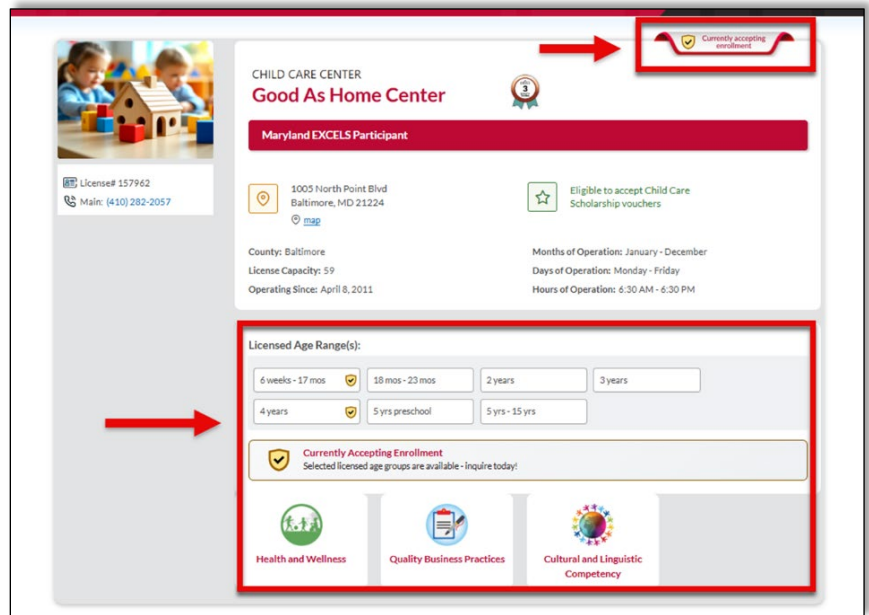 Currently accepting
enrollment
CHILD CARE CENTER
Good As Home Center
3
Maryland EXCELS Participant
License# 157962
Main: (410) 282-2057
1005 North Point Blvd
Baltimore, MD 21224
map
Eligible to accept Child Care
Scholarship vouchers
County: Baltimore
License Capacity: 59
Operating Since: April 8, 2011
Months of Operation: January - December
Days of Operation: Monday - Friday
Hours of Operation: 6:30 AM - 6:30 PM
Licensed Age Range(s):
6 weeks - 17 mos
18 mos - 23 mos
2 years
3 years
4 years
5 yrs preschool
5 yrs - 15 yrs
Currently Accepting Enrollment
Selected licensed age groups are available - inquire today!
Health and Wellness
Quality Business Practices
Cultural and Linguistic
Competency